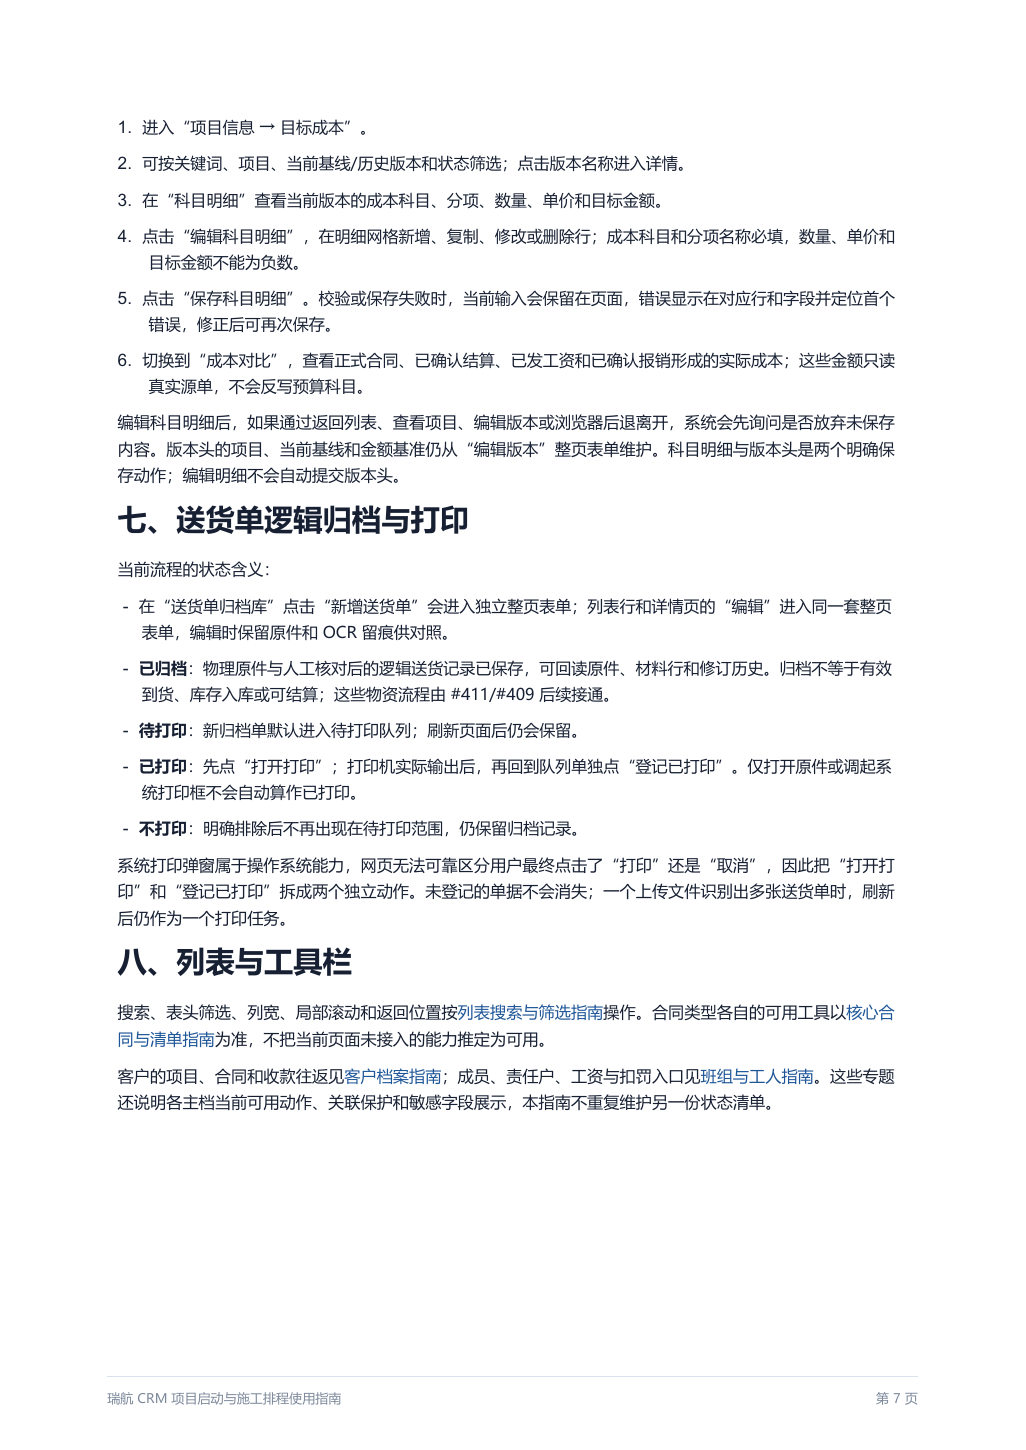 1. 进入“项目信息 → 目标成本”。
2. 可按关键词、项目、当前基线/历史版本和状态筛选；点击版本名称进入详情。
3. 在“科目明细”查看当前版本的成本科目、分项、数量、单价和目标金额。
4. 点击“编辑科目明细”，在明细网格新增、复制、修改或删除行；成本科目和分项名称必填，数量、单价和
目标金额不能为负数。
5. 点击“保存科目明细”。校验或保存失败时，当前输入会保留在页面，错误显示在对应行和字段并定位首个
错误，修正后可再次保存。
6. 切换到“成本对比”，查看正式合同、已确认结算、已发工资和已确认报销形成的实际成本；这些金额只读
真实源单，不会反写预算科目。
编辑科目明细后，如果通过返回列表、查看项目、编辑版本或浏览器后退离开，系统会先询问是否放弃未保存
内容。版本头的项目、当前基线和金额基准仍从“编辑版本”整页表单维护。科目明细与版本头是两个明确保
存动作；编辑明细不会自动提交版本头。
七、送货单逻辑归档与打印
当前流程的状态含义：
- 在“送货单归档库”点击“新增送货单”会进入独立整页表单；列表行和详情页的“编辑”进入同一套整页
表单，编辑时保留原件和 OCR 留痕供对照。
- 已归档：物理原件与人工核对后的逻辑送货记录已保存，可回读原件、材料行和修订历史。归档不等于有效
到货、库存入库或可结算；这些物资流程由 #411/#409 后续接通。
- 待打印：新归档单默认进入待打印队列；刷新页面后仍会保留。
- 已打印：先点“打开打印”；打印机实际输出后，再回到队列单独点“登记已打印”。仅打开原件或调起系
统打印框不会自动算作已打印。
- 不打印：明确排除后不再出现在待打印范围，仍保留归档记录。
系统打印弹窗属于操作系统能力，网页无法可靠区分用户最终点击了“打印”还是“取消”，因此把“打开打
印”和“登记已打印”拆成两个独立动作。未登记的单据不会消失；一个上传文件识别出多张送货单时，刷新
后仍作为一个打印任务。
八、列表与工具栏
搜索、表头筛选、列宽、局部滚动和返回位置按列表搜索与筛选指南操作。合同类型各自的可用工具以核心合
同与清单指南为准，不把当前页面未接入的能力推定为可用。
客户的项目、合同和收款往返见客户档案指南；成员、责任户、工资与扣罚入口见班组与工人指南。这些专题
还说明各主档当前可用动作、关联保护和敏感字段展示，本指南不重复维护另一份状态清单。
瑞航 CRM 项目启动与施工排程使用指南
第 7 页